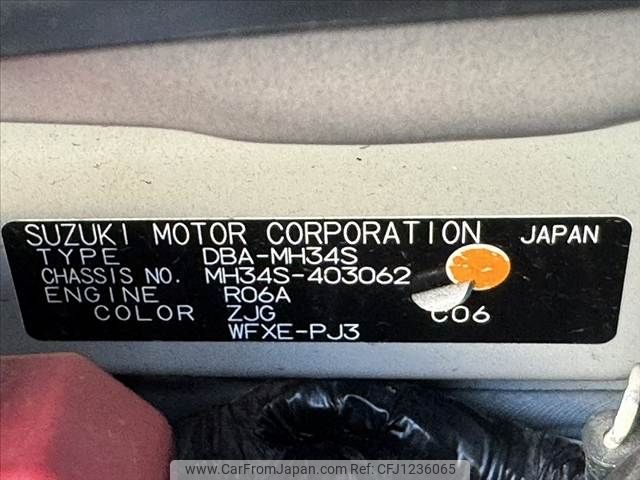 SUZUKI MOTOR CORPORATION JAPAN
TYPE DBA-MH34S
CHASSIS NO. MH34S-403062
ENGINE R06A
COLOR ZJG C06
WFXE-PJ3
www.CarFromJapan.com | CFJ1236065